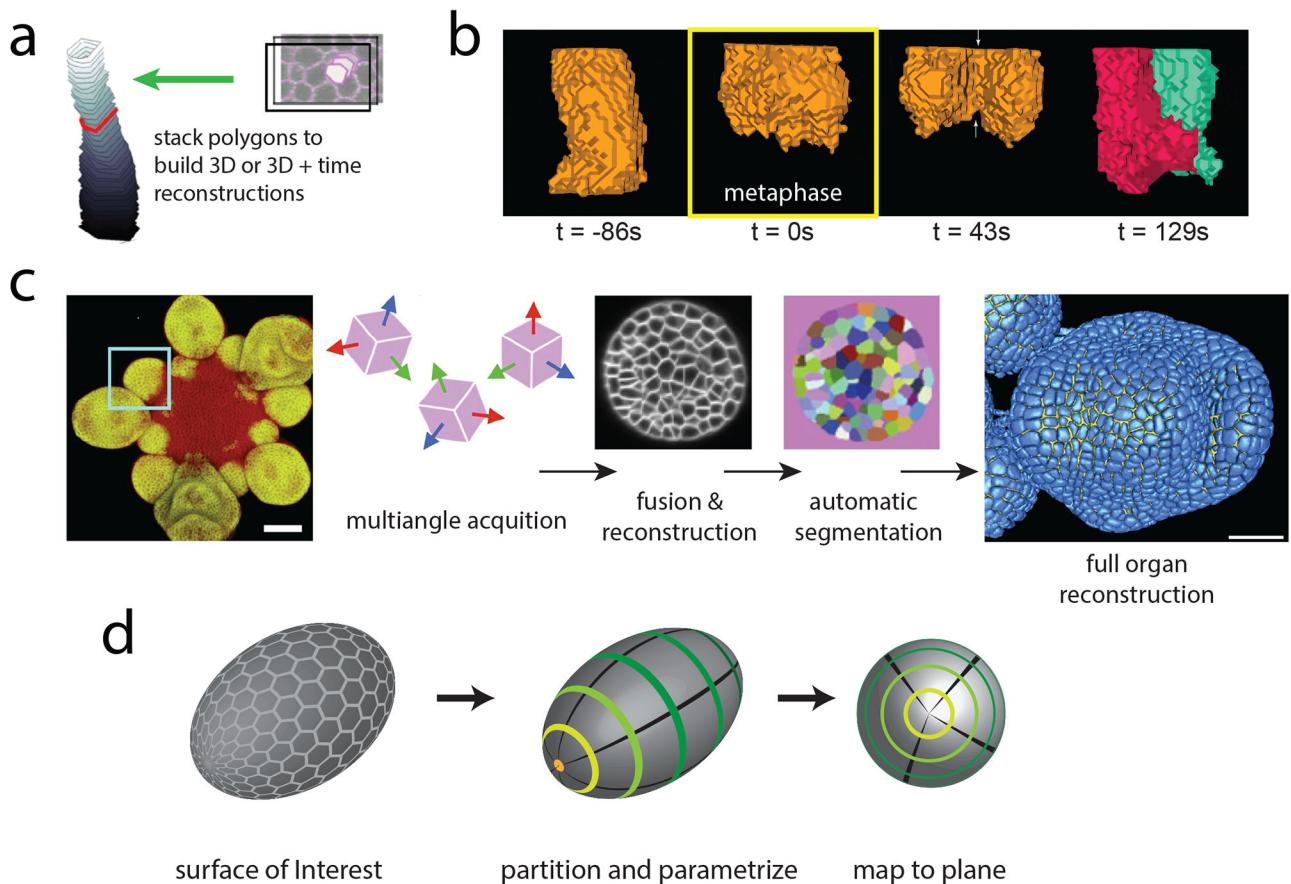 a
stack polygons to
build 3D or 3D + time
reconstructions
b
metaphase
t = -86s
t = 0s
t = 43s
t = 129s
c
multiangle acquition
fusion &
reconstruction
automatic
segmentation
full organ
reconstruction
d
surface of Interest
partition and parametrize
map to plane